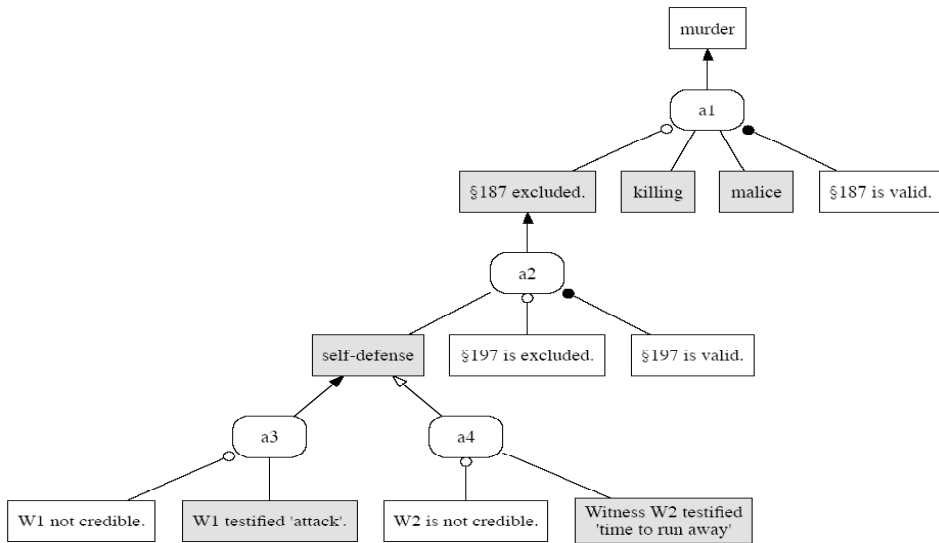 murder
a1
§187 excluded.
killing
malice
§187 is valid.
a2
self-defense
§197 is excluded.
§197 is valid.
a3
a4
W1 not credible.
W1 testified 'attack'.
W2 is not credible.
Witness W2 testified
'time to run away'